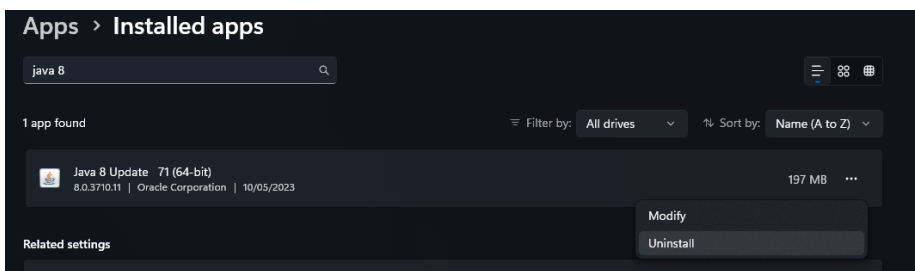 Apps > Installed apps
java 8
1 app found
Filter by: All drives
Sort by: Name (A to Z)
Java 8 Update 71 (64-bit)
8.0.3710.11 | Oracle Corporation | 10/05/2023
197 MB
Modify
Uninstall
Related settings